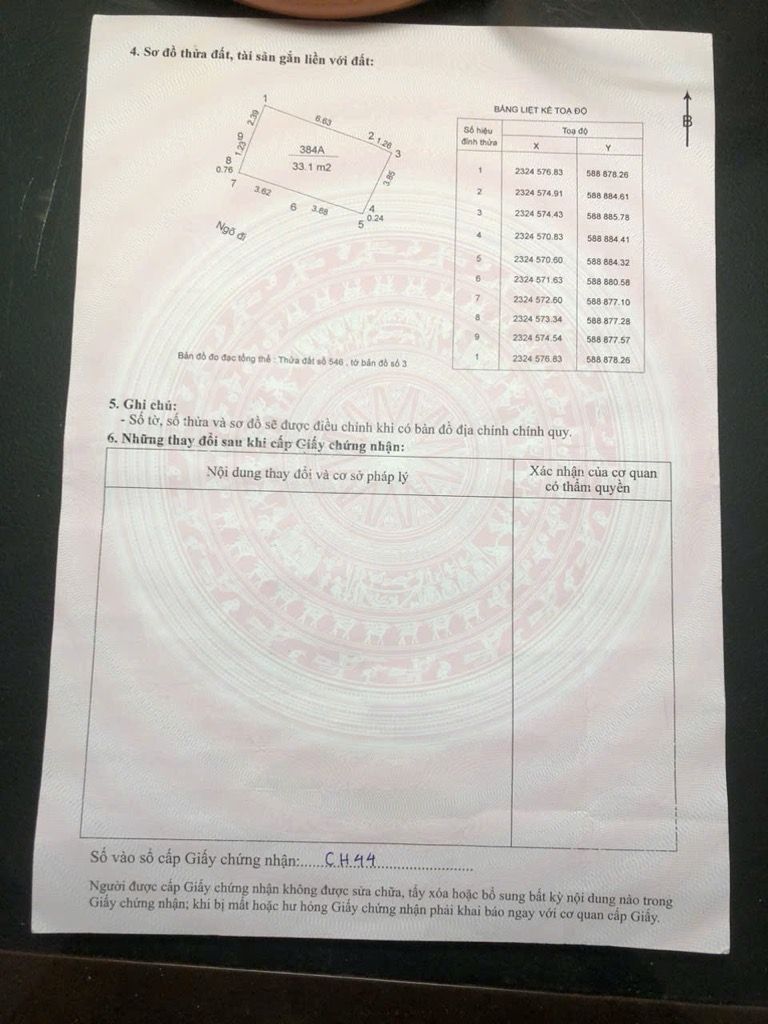 4. Sơ đồ thửa đất, tài sản gắn liền với đất:
1
6.63
2
1.26
3
2.39
9
1.23
8
0.76
7
384A
33.1 m2
3.85
3.62
6
3.68
4
0.24
5
Ngõ đi
B
BẢNG LIỆT KÊ TOẠ ĐỘ
Số hiệu đỉnh thửa Toạ độ
X Y
1 2324 576.83 588 878.26
2 2324 574.91 588 884.61
3 2324 574.43 588 885.78
4 2324 570.83 588 884.41
5 2324 570.60 588 884.32
6 2324 571.63 588 880.58
7 2324 572.60 588 877.10
8 2324 573.34 588 877.28
9 2324 574.54 588 877.57
1 2324 576.83 588 878.26
Bản đồ đo đạc tổng thể : Thửa đất số 546 , tờ bản đồ số 3
5. Ghi chú:
- Số tờ, số thửa và sơ đồ sẽ được điều chỉnh khi có bản đồ địa chính chính quy.
6. Những thay đổi sau khi cấp Giấy chứng nhận:
Nội dung thay đổi và cơ sở pháp lý
Xác nhận của cơ quan
có thẩm quyền
Số vào sổ cấp Giấy chứng nhận:.....CH44.....................
Người được cấp Giấy chứng nhận không được sửa chữa, tẩy xóa hoặc bổ sung bất kỳ nội dung nào trong
Giấy chứng nhận; khi bị mất hoặc hư hỏng Giấy chứng nhận phải khai báo ngay với cơ quan cấp Giấy.